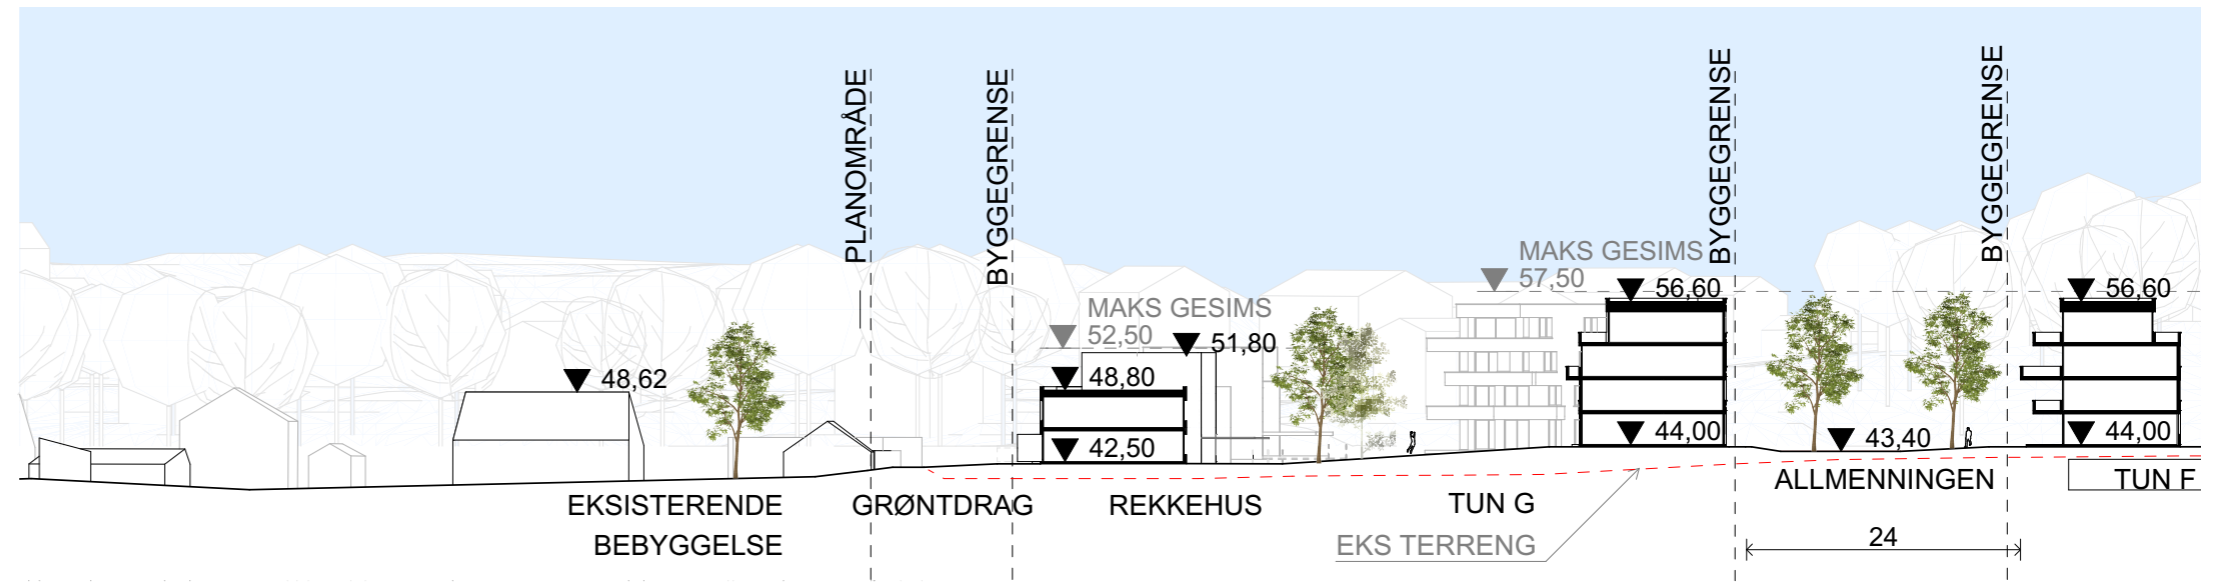 PLANOMRÅDE
BYGGEGRENSE
BYGGEGRENSE
BYGGEGRENSE
MAKS GESIMS
57,50
56,60
56,60
MAKS GESIMS
52,50
51,80
48,62
48,80
42,50
44,00
43,40
44,00
EKSISTERENDE
BEBYGGELSE
GRØNTDRAG
REKKEHUS
TUN G
ALLMENNINGEN
TUN F
EKS TERRENG
24